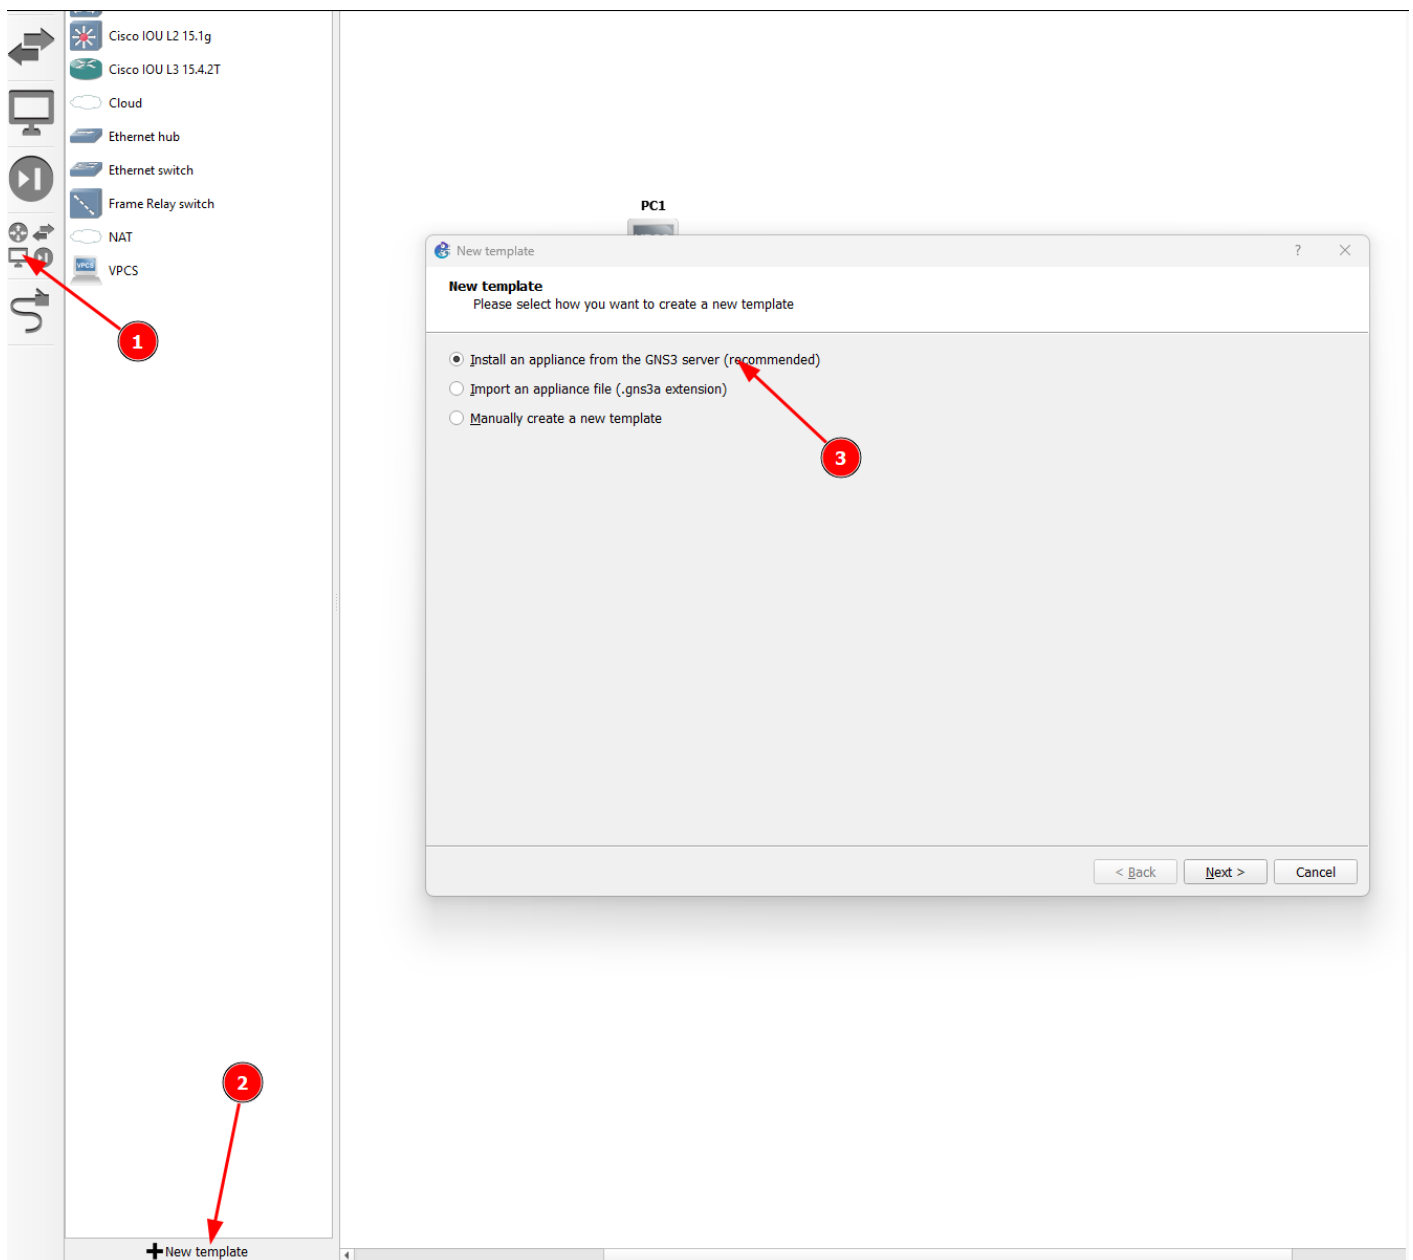 Cisco IOU L2 15.1g
Cisco IOU L3 15.4.2T
Cloud
Ethernet hub
Ethernet switch
Frame Relay switch
NAT
VPCS
VPCS
1
2
New template
PC1
New template
?
New template
Please select how you want to create a new template
Install an appliance from the GNS3 server (recommended)
Import an appliance file (.gns3a extension)
Manually create a new template
3
< Back
Next >
Cancel